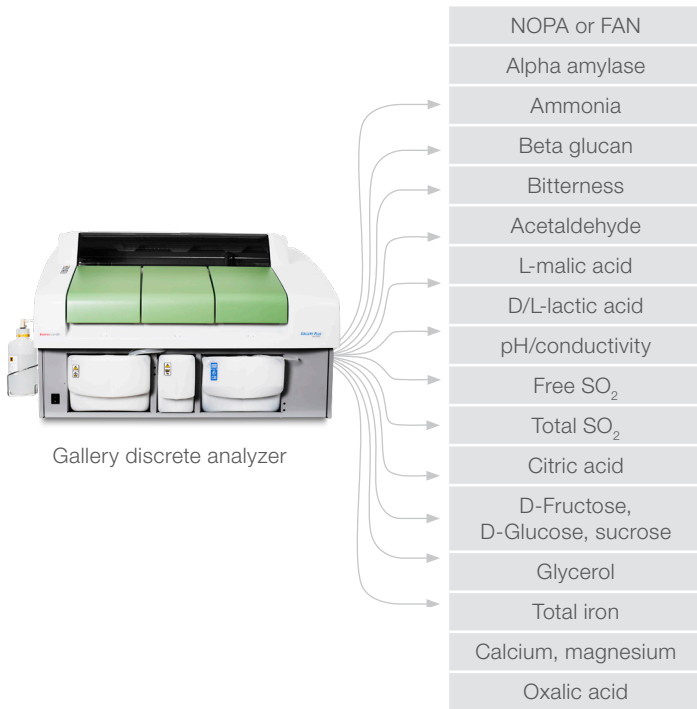 NOPA or FAN
Alpha amylase
Ammonia
Beta glucan
Bitterness
Acetaldehyde
L-malic acid
D/L-lactic acid
pH/conductivity
Free SO₂
Total SO₂
Citric acid
D-Fructose,
D-Glucose, sucrose
Glycerol
Total iron
Calcium, magnesium
Oxalic acid
Gallery discrete analyzer